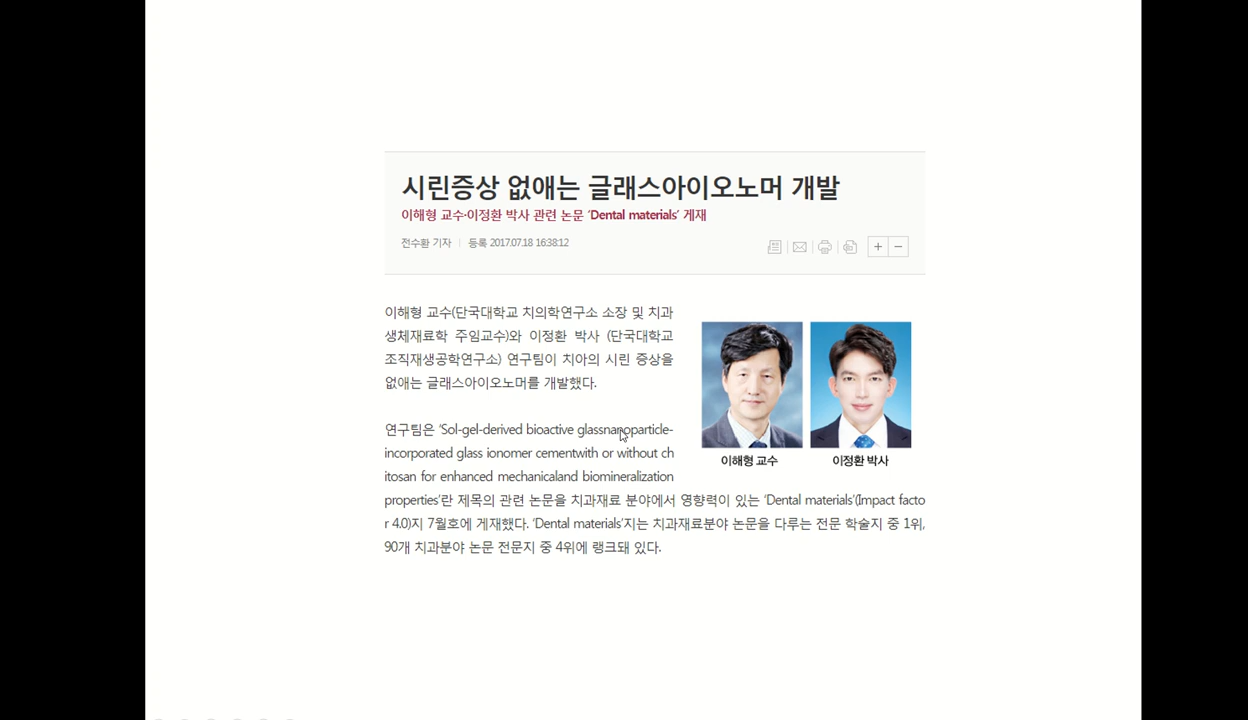 시린증상 없애는 글래스아이오노머 개발
이해형 교수·이정환 박사 관련 논문 ‘Dental materials’ 게재
전수환 기자 등록 2017.07.18 16:38:12
이해형 교수(단국대학교 치의학연구소 소장 및 치과
생체재료학 주임교수)와 이정환 박사 (단국대학교
조직재생공학연구소) 연구팀이 치아의 시린 증상을
없애는 글래스아이오노머를 개발했다.
이해형 교수 이정환 박사
연구팀은 ‘Sol-gel-derived bioactive glassnanoparticle-
incorporated glass ionomer cementwith or without ch
itosan for enhanced mechanicaland biomineralization
properties’란 제목의 관련 논문을 치과재료 분야에서 영향력이 있는 ‘Dental materials’(Impact facto
r 4.0)지 7월호에 게재했다. ‘Dental materials’지는 치과재료분야 논문을 다루는 전문 학술지 중 1위,
90개 치과분야 논문 전문지 중 4위에 랭크돼 있다.